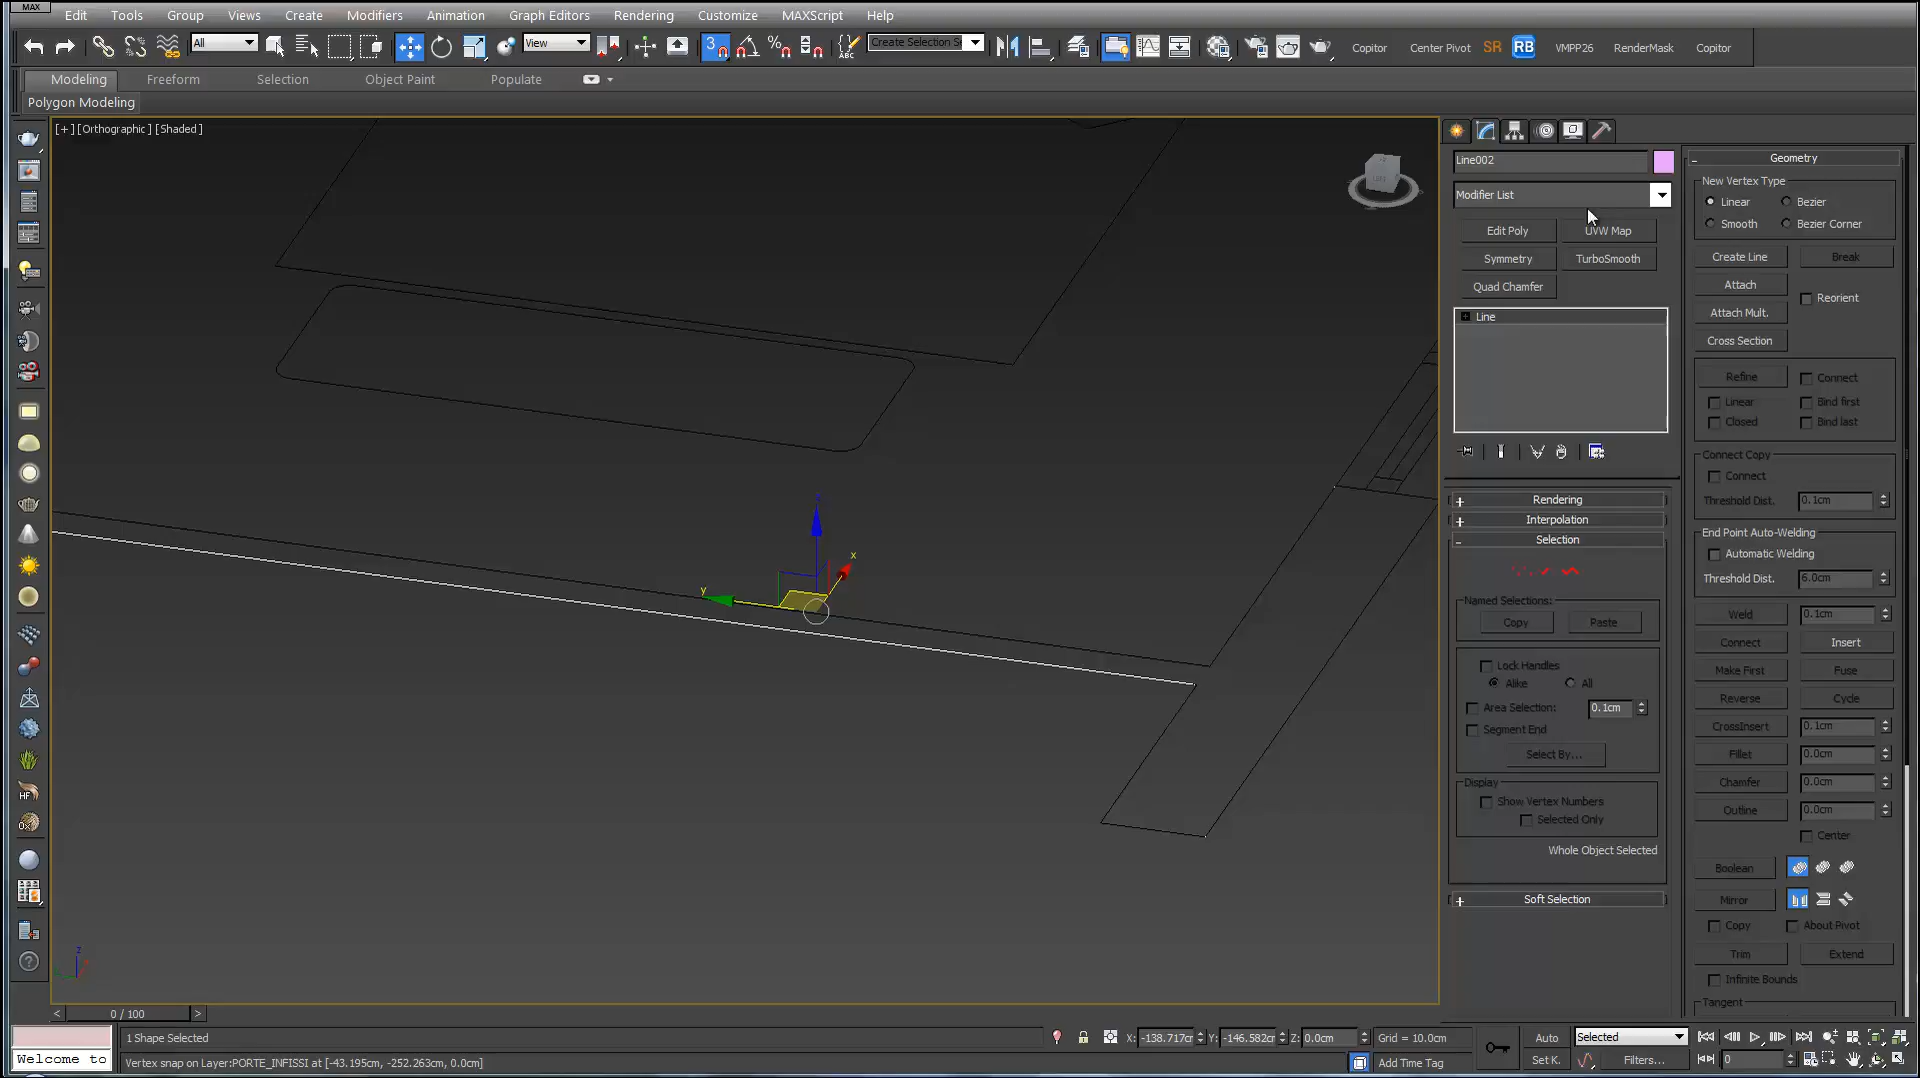 MAX
Edit Tools Group Views Create Modifiers Animation Graph Editors Rendering Customize MAXScript Help
All View 3 % ABC Create Selection Se SR RB Copitor Center Pivot VMPP26 RenderMask Copitor
Modeling Freeform Selection Object Paint Populate
Polygon Modeling
[+] [Orthographic] [Shaded]
Line002
Modifier List
Edit Poly UVW Map
Symmetry TurboSmooth
Quad Chamfer
Line
+ Rendering
+ Interpolation
- Selection
Named Selections:
Copy Paste
Lock Handles
Alike All
Area Selection: 0.1cm
Segment End
Select By...
Display
Show Vertex Numbers
Selected Only
Whole Object Selected
+ Soft Selection
- Geometry
New Vertex Type
Linear Bezier
Smooth Bezier Corner
Create Line Break
Attach Reorient
Attach Mult.
Cross Section
Refine Connect
Linear Bind first
Closed Bind last
Connect Copy
Connect
Threshold Dist. 0.1cm
End Point Auto-Welding
Automatic Welding
Threshold Dist. 6.0cm
Weld 0.1cm
Connect Insert
Make First Fuse
Reverse Cycle
CrossInsert 0.1cm
Fillet 0.0cm
Chamfer 0.0cm
Outline 0.0cm
Center
Boolean
Mirror
Copy About Pivot
Trim Extend
Infinite Bounds
Tangent
x
y
z
HF
< 0 / 100 >
Welcome to
1 Shape Selected
X: -138.717c Y: -146.582c Z: 0.0cm Grid = 10.0cm
Auto Selected
Vertex snap on Layer:PORTE_INFISSI at [-43.195cm, -252.263cm, 0.0cm]
Add Time Tag
Set K. Filters... 0